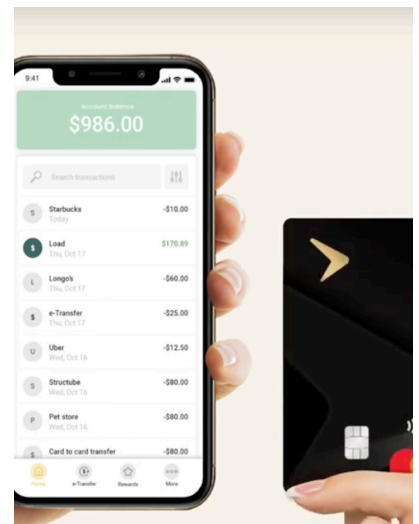 9:41
Account Balance
$986.00
Search transactions
S Starbucks -$10.00
Today
$ Load $170.89
Thu, Oct 17
L Longo's -$60.00
Thu, Oct 17
$ e-Transfer -$25.00
Thu, Oct 17
U Uber -$12.50
Wed, Oct 16
S Structube -$80.00
Wed, Oct 16
P Pet store -$80.00
Wed, Oct 16
S Card to card transfer -$80.00
Home e-Transfer Rewards More